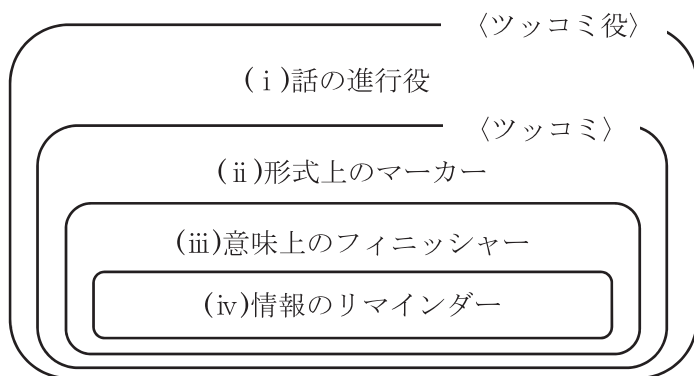 〈ツッコミ役〉
(ⅰ)話の進行役
〈ツッコミ〉
(ⅱ)形式上のマーカー
(ⅲ)意味上のフィニッシャー
(ⅳ)情報のリマインダー